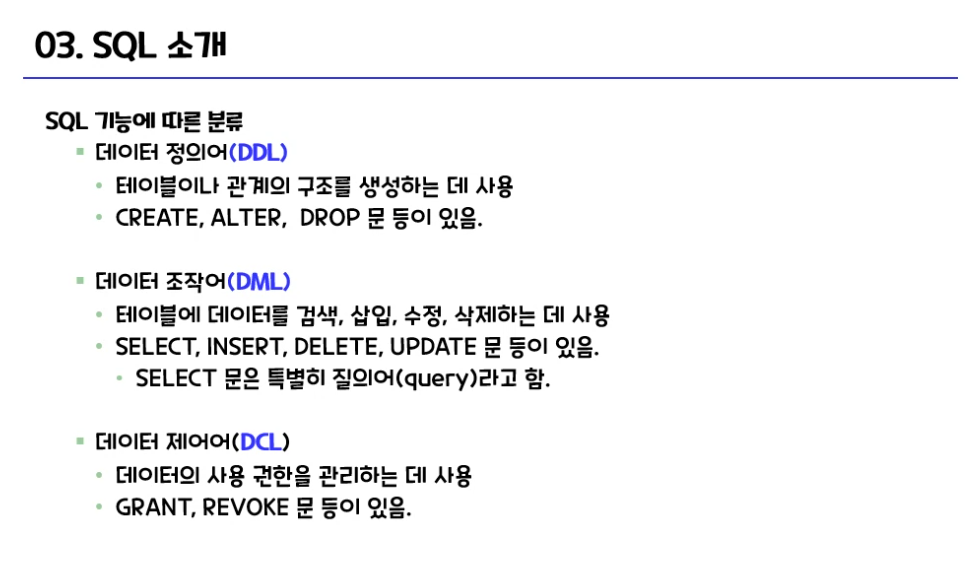 03. SQL 소개
SQL 기능에 따른 분류
데이터 정의어(DDL)
테이블이나 관계의 구조를 생성하는 데 사용
CREATE, ALTER,  DROP 문 등이 있음.
데이터 조작어(DML)
테이블에 데이터를 검색, 삽입, 수정, 삭제하는 데 사용
SELECT, INSERT, DELETE, UPDATE 문 등이 있음.
SELECT 문은 특별히 질의어(query)라고 함.
데이터 제어어(DCL)
데이터의 사용 권한을 관리하는 데 사용
GRANT, REVOKE 문 등이 있음.